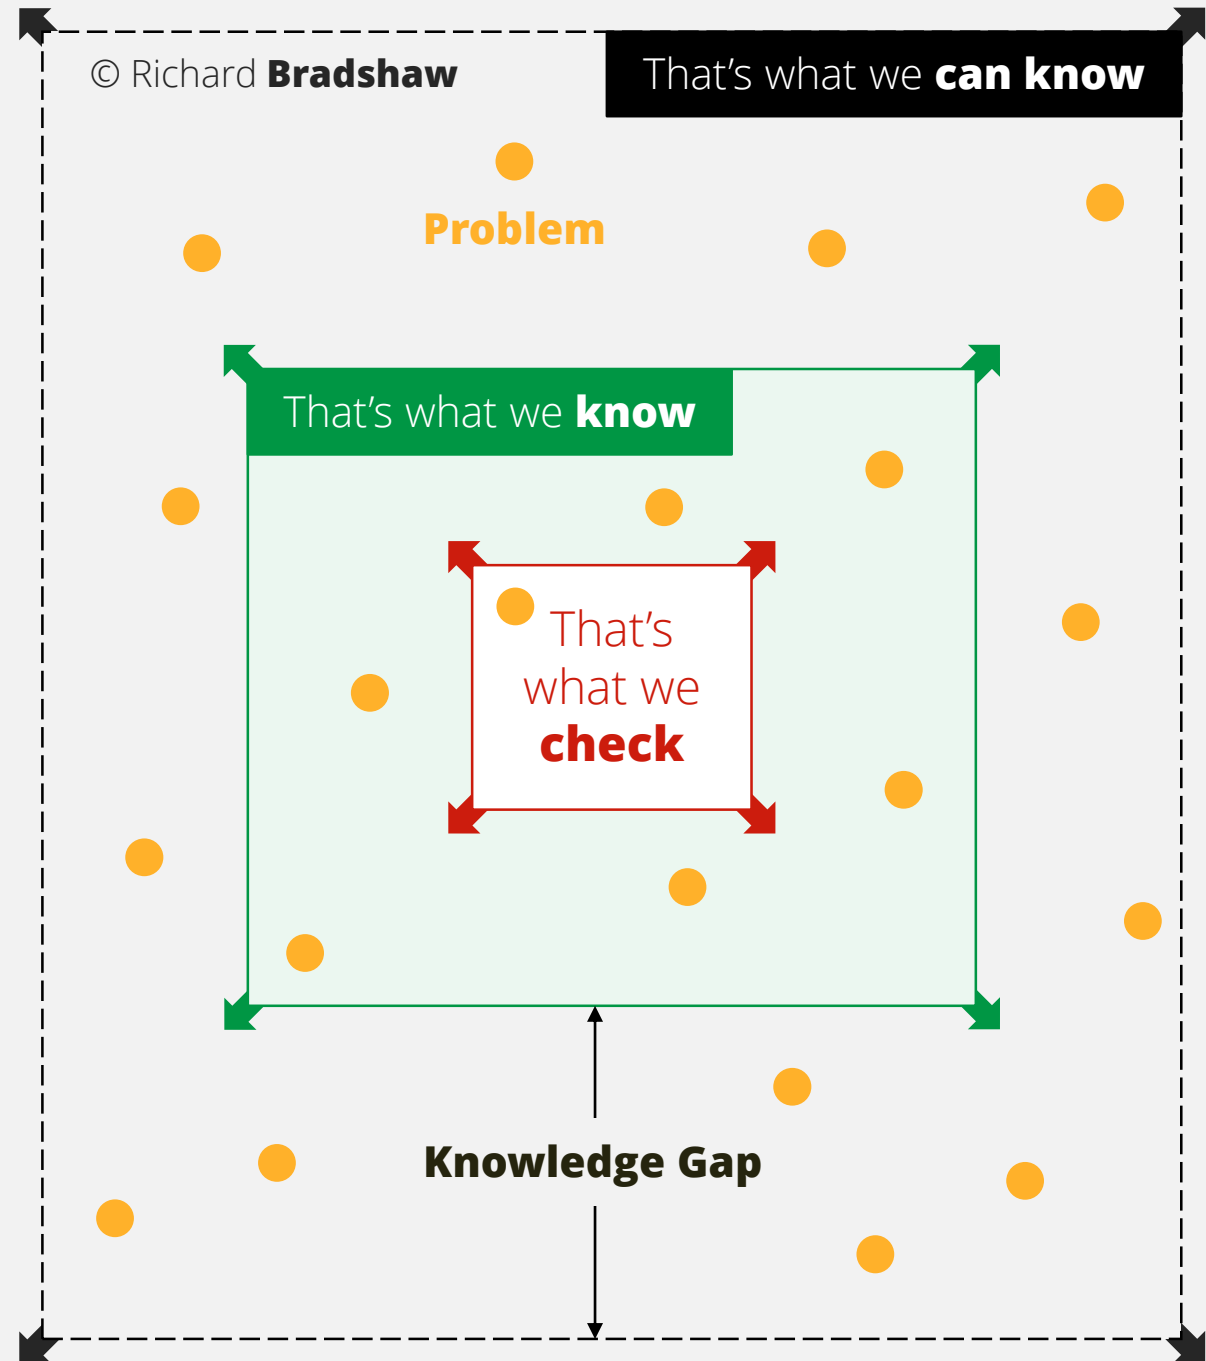 © Richard Bradshaw
That’s what we can know
Problem
That’s what we know
That’s
what we
check
Knowledge Gap